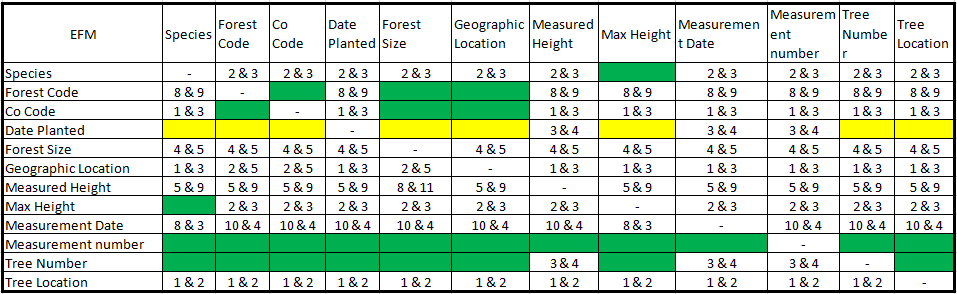 EFM Species Forest Code Co Code Date Planted Forest Size Geographic Location Measured Height Max Height Measuremen t Date Measurem ent number Tree Numbe r Tree Location
Species - 2 & 3 2 & 3 2 & 3 2 & 3 2 & 3 2 & 3 2 & 3 2 & 3 2 & 3 2 & 3
Forest Code 8 & 9 - 8 & 9 8 & 9 8 & 9 8 & 9 8 & 9 8 & 9 8 & 9
Co Code 1 & 3 - 1 & 3 1 & 3 1 & 3 1 & 3 1 & 3 1 & 3 1 & 3
Date Planted - 3 & 4 3 & 4 3 & 4
Forest Size 4 & 5 4 & 5 4 & 5 4 & 5 - 4 & 5 4 & 5 4 & 5 4 & 5 4 & 5 4 & 5 4 & 5
Geographic Location 1 & 3 2 & 5 2 & 5 1 & 3 2 & 5 - 1 & 3 1 & 3 1 & 3 1 & 3 1 & 3 1 & 3
Measured Height 5 & 9 5 & 9 5 & 9 5 & 9 8 & 11 5 & 9 - 5 & 9 5 & 9 5 & 9 5 & 9 5 & 9
Max Height 2 & 3 2 & 3 2 & 3 2 & 3 2 & 3 2 & 3 - 2 & 3 2 & 3 2 & 3 2 & 3
Measurement Date 8 & 3 10 & 4 10 & 4 10 & 4 10 & 4 10 & 4 10 & 4 8 & 3 - 10 & 4 10 & 4 10 & 4
Measurement number -
Tree Number 3 & 4 3 & 4 3 & 4 -
Tree Location 1 & 2 1 & 2 1 & 2 1 & 2 1 & 2 1 & 2 1 & 2 1 & 2 1 & 2 1 & 2 1 & 2 -